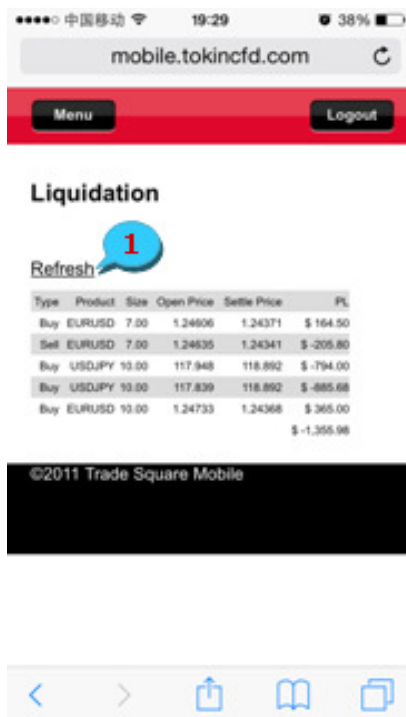 中国移动 19:29 38%
mobile.tokincfd.com
Menu Logout
Liquidation
1
Refresh
Type Product Size Open Price Settle Price PL
Buy EURUSD 7.00 1.24606 1.24371 $ 164.50
Sell EURUSD 7.00 1.24635 1.24341 $ -205.80
Buy USDJPY 10.00 117.948 118.892 $ -794.00
Buy USDJPY 10.00 117.839 118.892 $ -885.68
Buy EURUSD 10.00 1.24733 1.24368 $ 365.00
$ -1,355.98
©2011 Trade Square Mobile